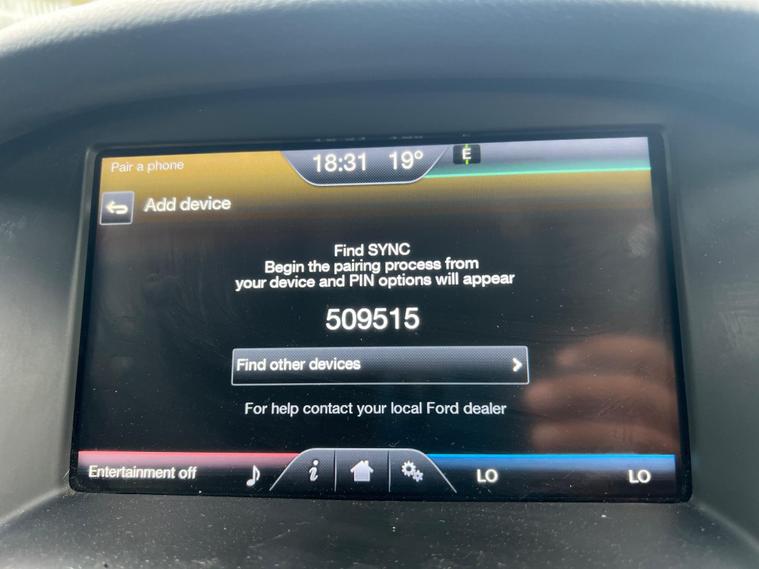 Pair a phone
18:31 19° E
Add device
Find SYNC
Begin the pairing process from
your device and PIN options will appear
509515
Find other devices
For help contact your local Ford dealer
Entertainment off
i
LO
LO